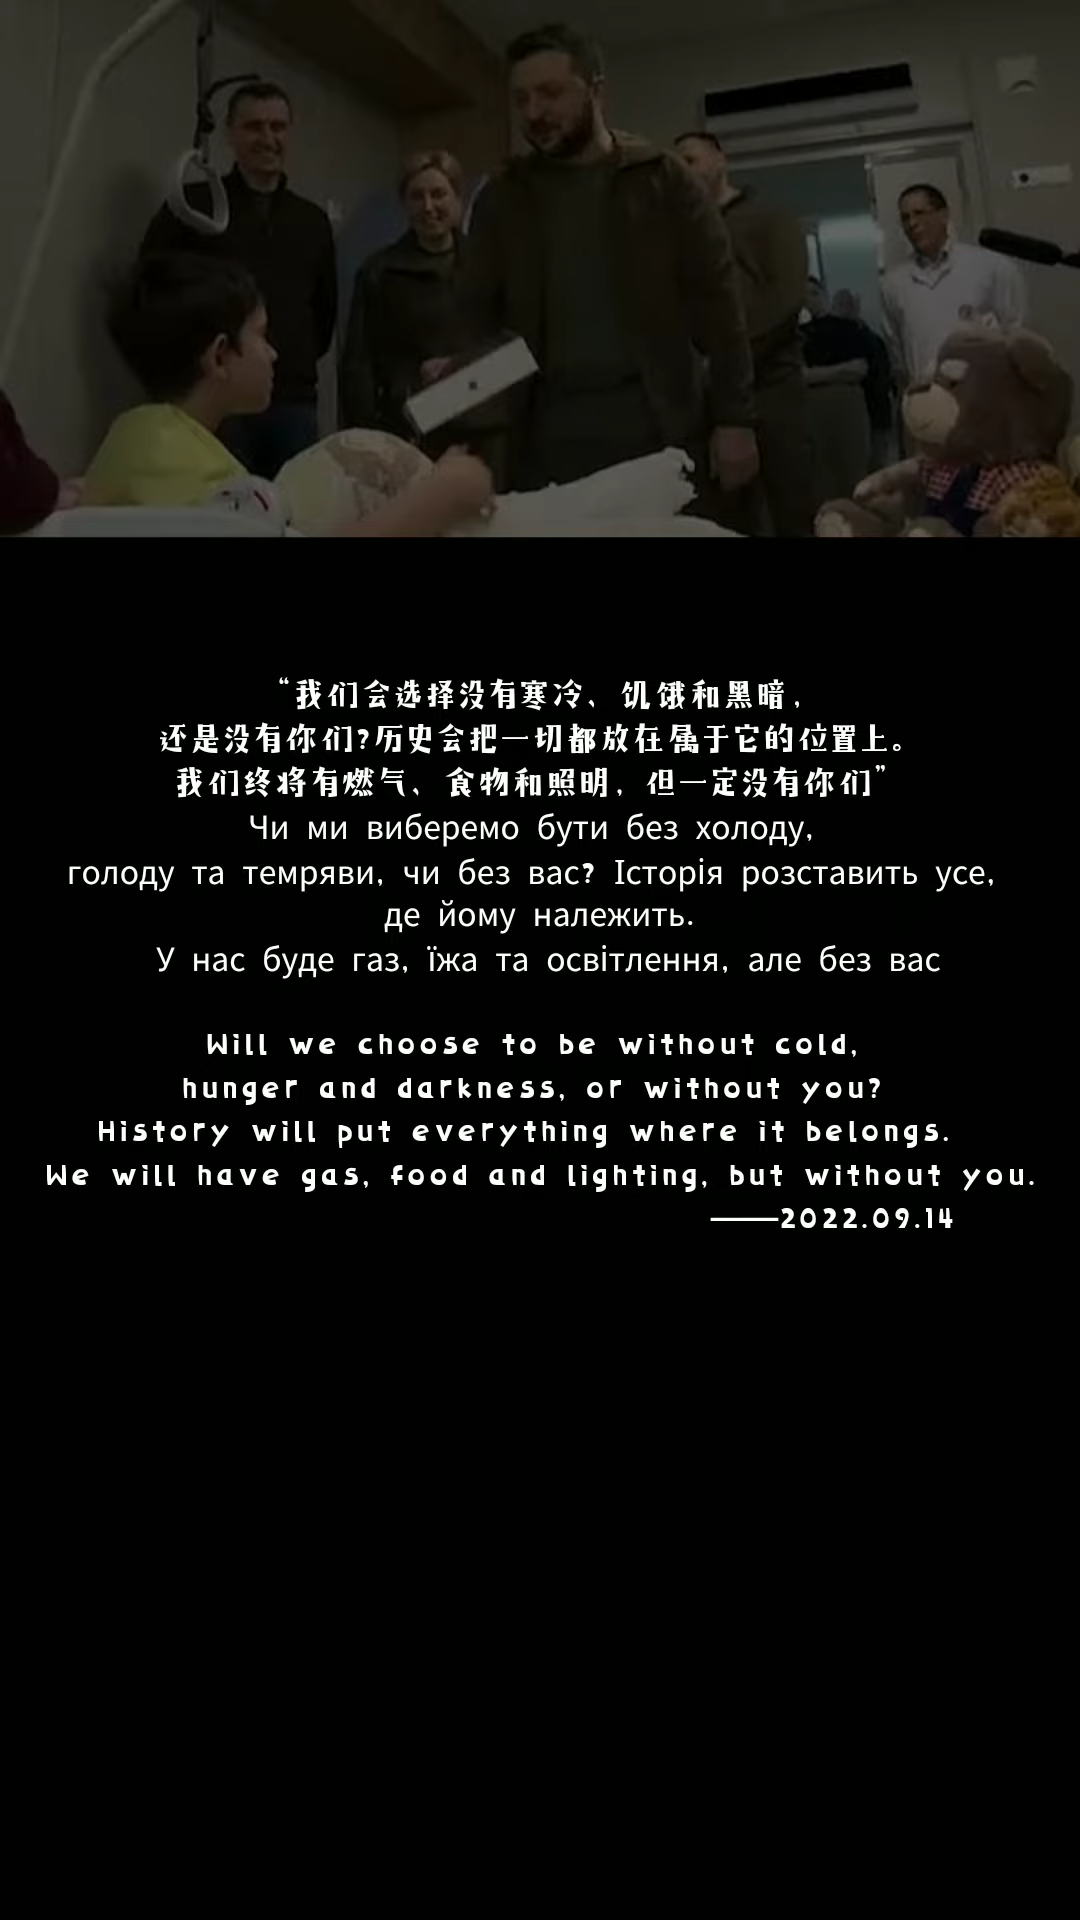 “我们会选择没有寒冷、饥饿和黑暗，
还是没有你们？历史会把一切都放在属于它的位置上。
我们终将有燃气、食物和照明，但一定没有你们”
Чи ми виберемо бути без холоду,
голоду та темряви, чи без вас? Історія розставить усе,
де йому належить.
У нас буде газ, їжа та освітлення, але без вас
Will we choose to be without cold,
hunger and darkness, or without you?
History will put everything where it belongs.
We will have gas, food and lighting, but without you.
——2022.09.14